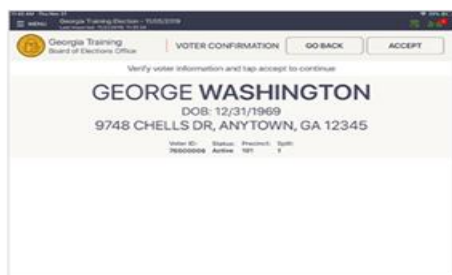 MENU Georgia Training Election - 11/05/2019
Georgia Training
Board of Elections Office
VOTER CONFIRMATION
GO BACK
ACCEPT
Verify voter information and tap accept to continue
GEORGE WASHINGTON
DOB: 12/31/1969
9748 CHELLS DR, ANYTOWN, GA 12345
Voter ID: Status: Precinct: Split:
76500006 Active 101 1